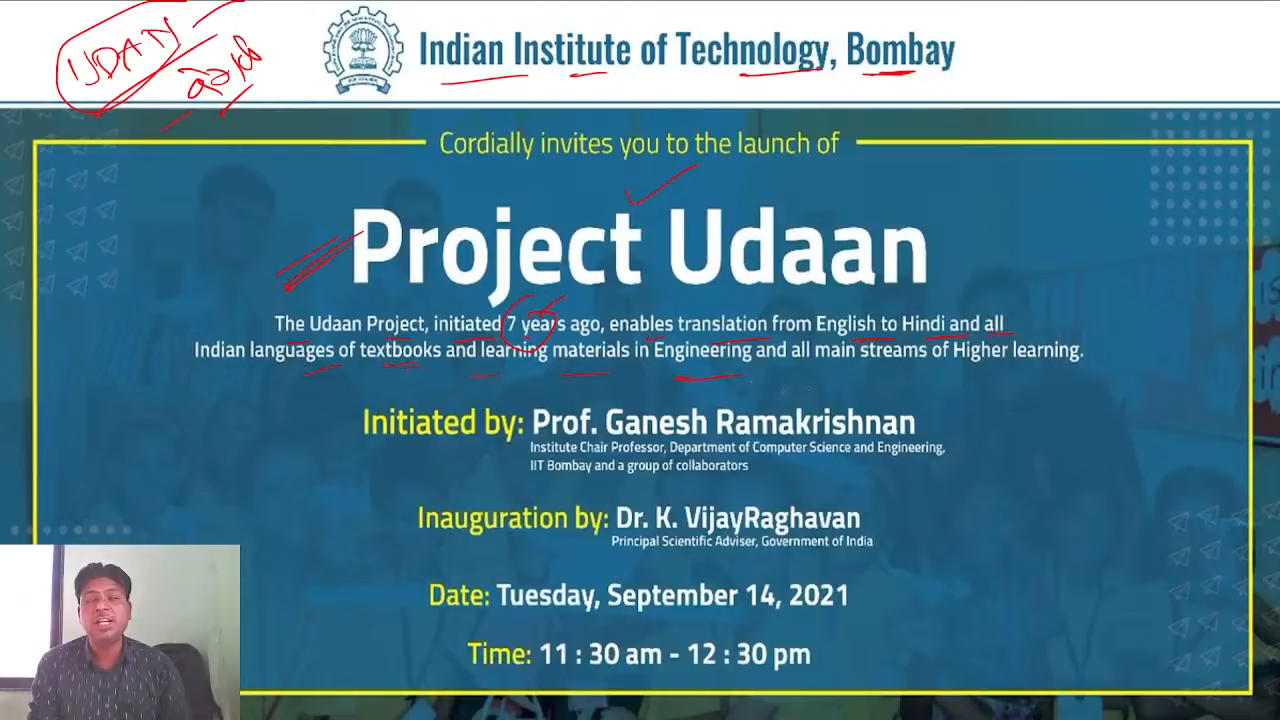 UDAN
Indian Institute of Technology, Bombay
Cordially invites you to the launch of
Project Udaan
The Udaan Project, initiated 7 years ago, enables translation from English to Hindi and all
Indian languages of textbooks and learning materials in Engineering and all main streams of Higher learning.
Initiated by: Prof. Ganesh Ramakrishnan
Institute Chair Professor, Department of Computer Science and Engineering,
IIT Bombay and a group of collaborators
Inauguration by: Dr. K. VijayRaghavan
Principal Scientific Adviser, Government of India
Date: Tuesday, September 14, 2021
Time: 11 : 30 am - 12 : 30 pm